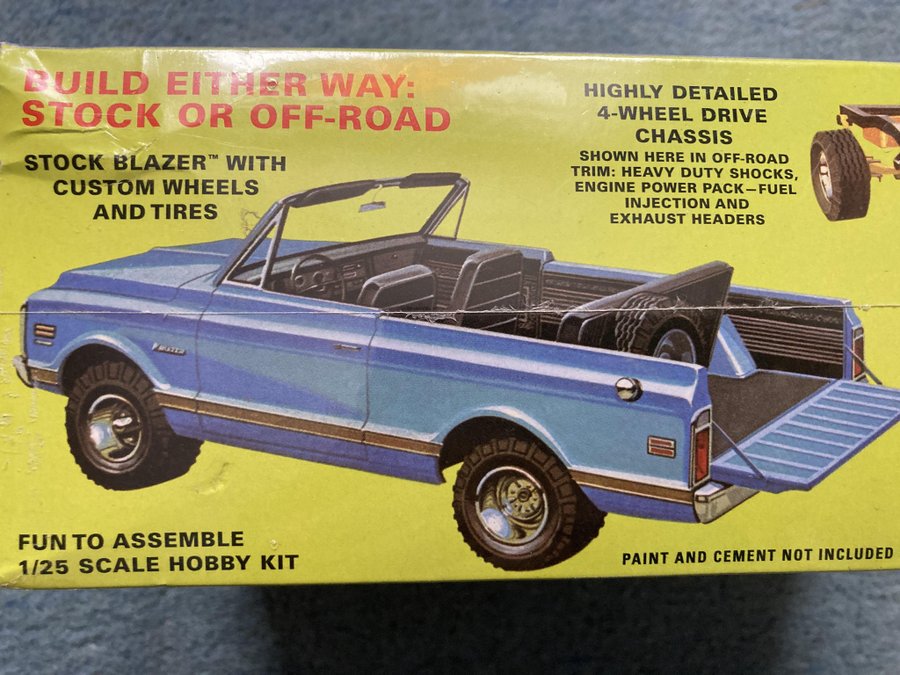 BUILD EITHER WAY:
STOCK OR OFF-ROAD
STOCK BLAZER™ WITH
CUSTOM WHEELS
AND TIRES
HIGHLY DETAILED
4-WHEEL DRIVE
CHASSIS
SHOWN HERE IN OFF-ROAD
TRIM: HEAVY DUTY SHOCKS,
ENGINE POWER PACK—FUEL
INJECTION AND
EXHAUST HEADERS
BLAZER
FUN TO ASSEMBLE
1/25 SCALE HOBBY KIT
PAINT AND CEMENT NOT INCLUDED